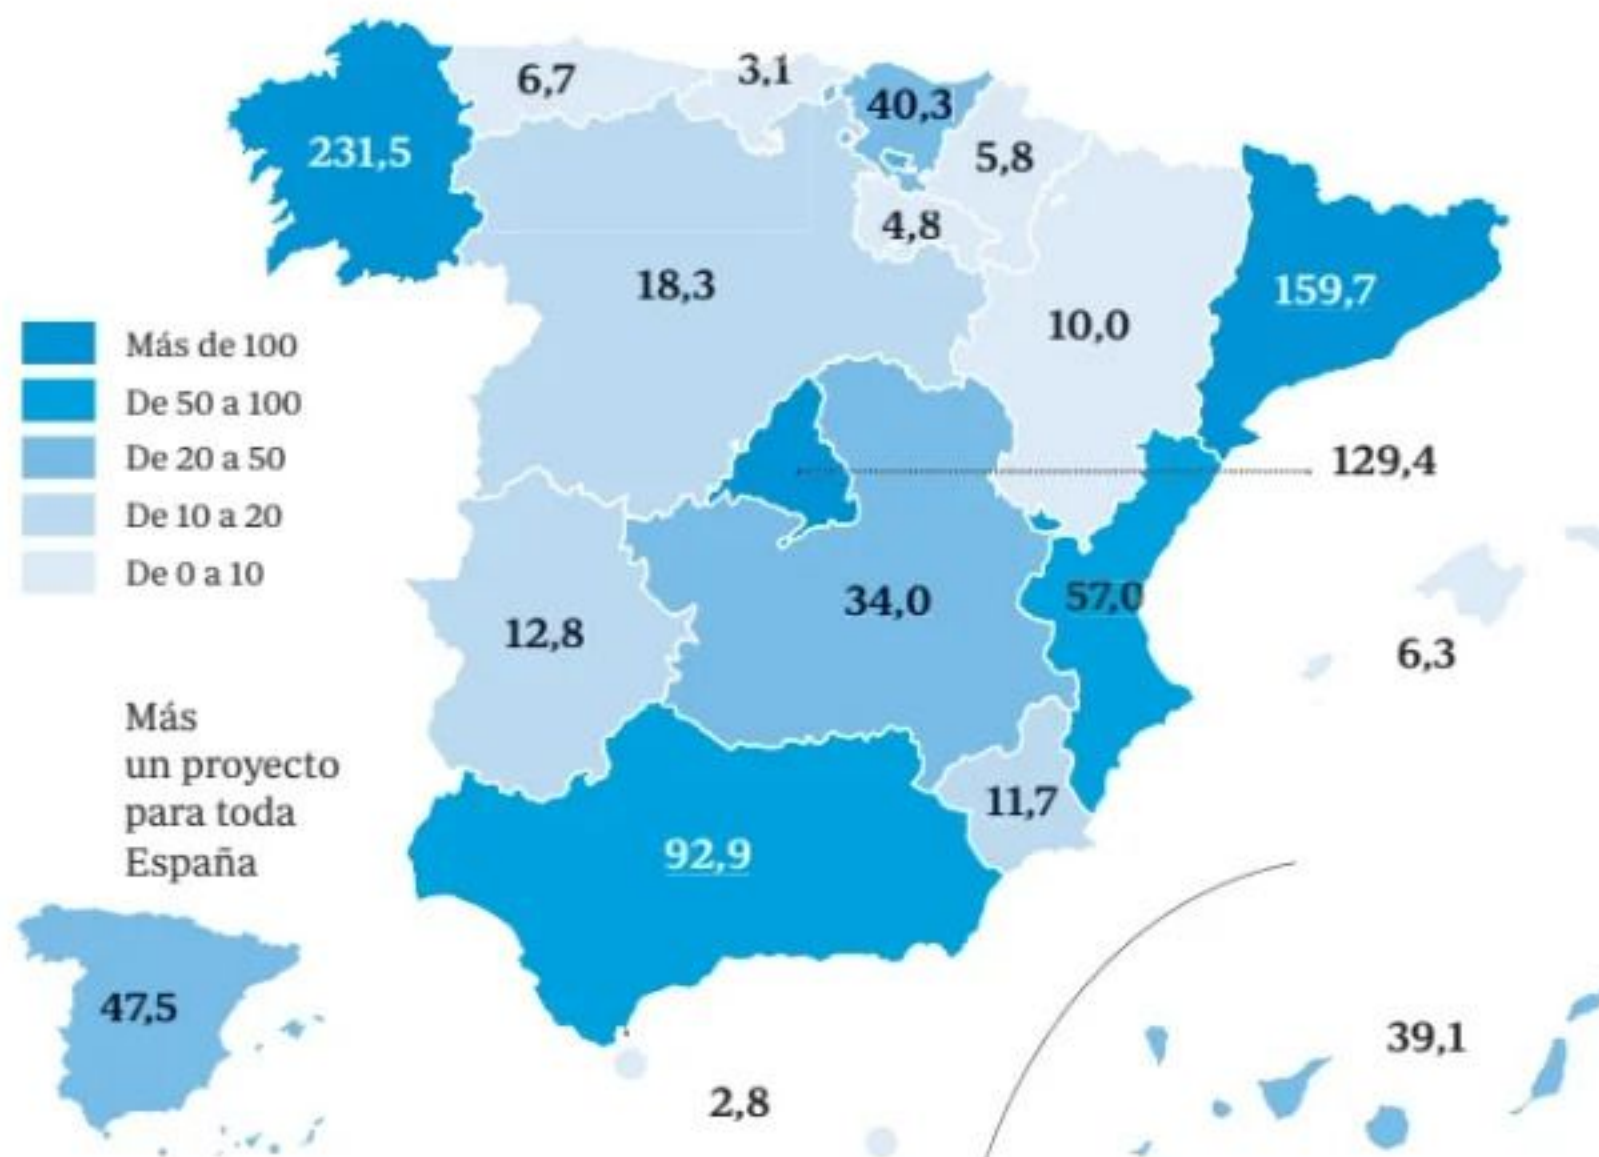 6,7
3,1
40,3
231,5
5,8
4,8
18,3
159,7
10,0
Más de 100
De 50 a 100
De 20 a 50
De 10 a 20
De 0 a 10
129,4
34,0
57,0
12,8
6,3
Más
un proyecto
para toda
España
11,7
92,9
47,5
39,1
2,8